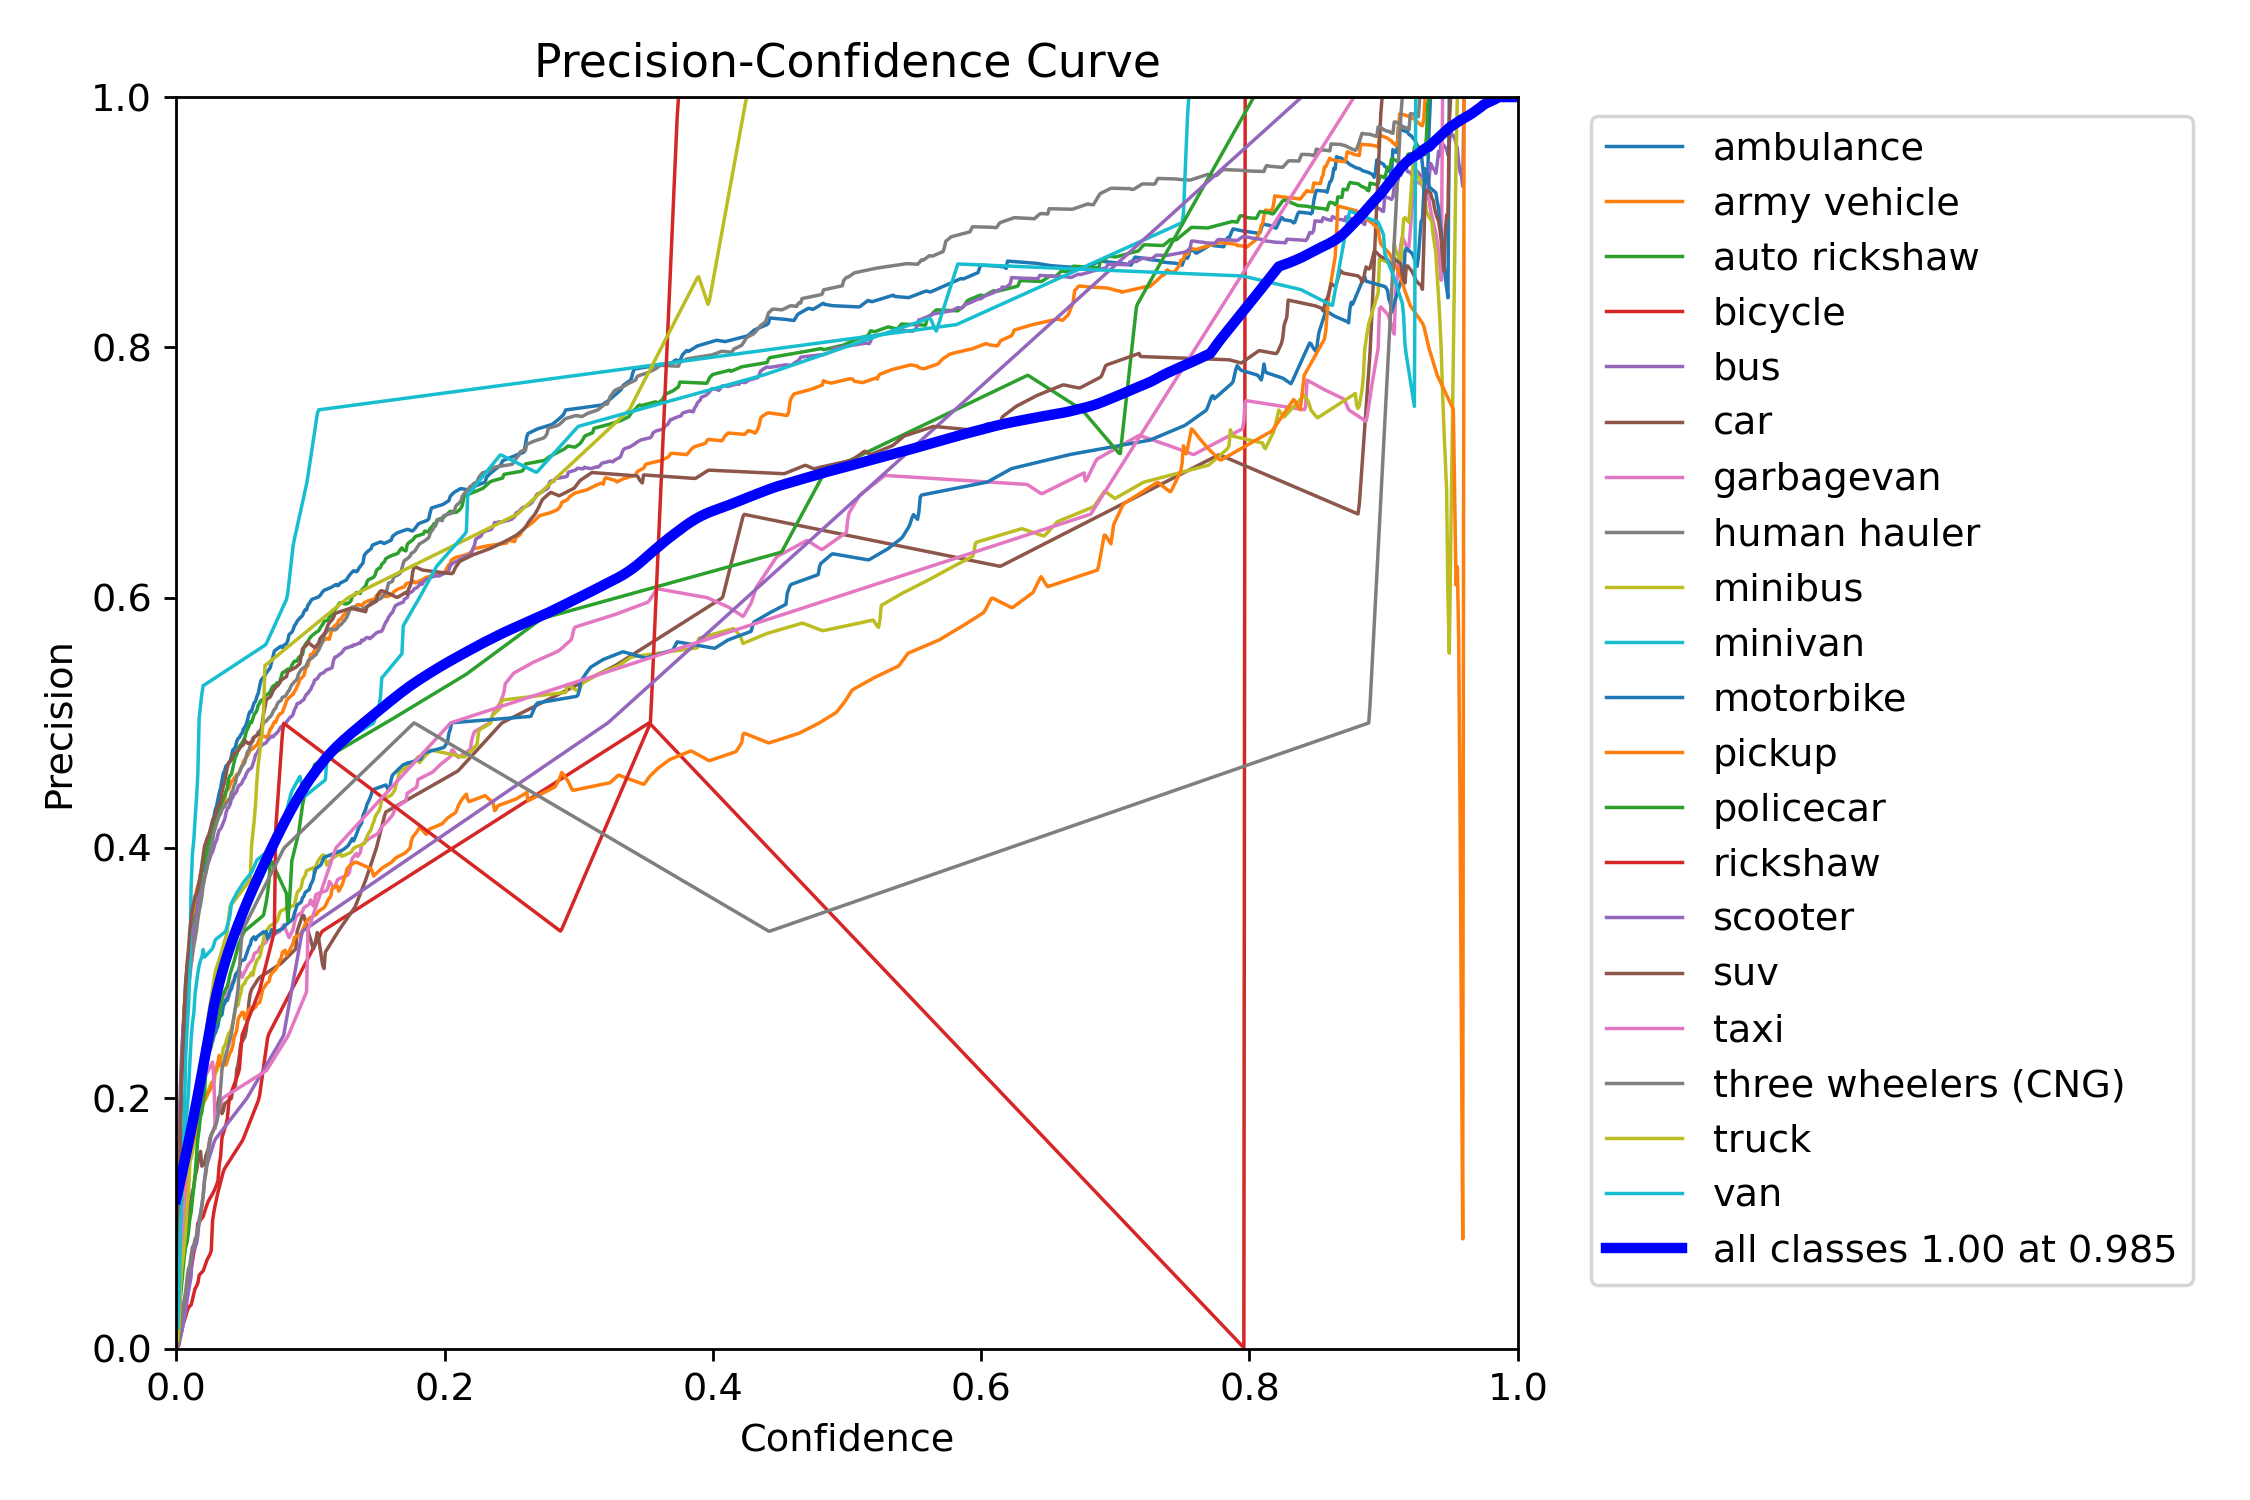 Precision-Confidence Curve
1.0
0.8
0.6
0.4
0.2
0.0
Precision
0.0 0.2 0.4 0.6 0.8 1.0
Confidence
ambulance
army vehicle
auto rickshaw
bicycle
bus
car
garbagevan
human hauler
minibus
minivan
motorbike
pickup
policecar
rickshaw
scooter
suv
taxi
three wheelers (CNG)
truck
van
all classes 1.00 at 0.985